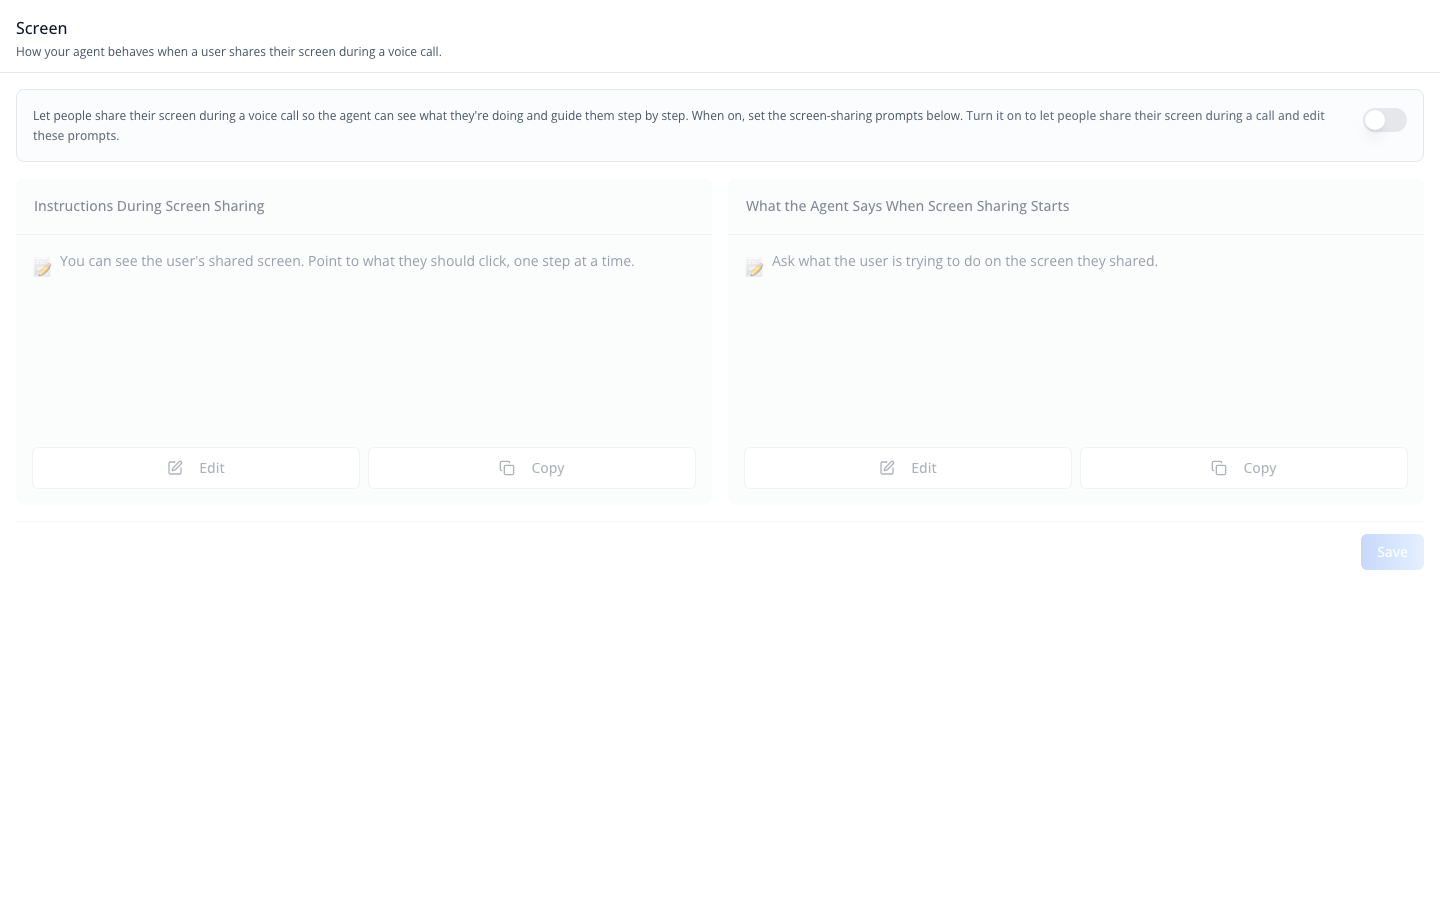 Screen
How your agent behaves when a user shares their screen during a voice call.
Let people share their screen during a voice call so the agent can see what they're doing and guide them step by step. When on, set the screen-sharing prompts below. Turn it on to let people share their screen during a call and edit
these prompts.
Instructions During Screen Sharing
You can see the user's shared screen. Point to what they should click, one step at a time.
Edit
Copy
What the Agent Says When Screen Sharing Starts
Ask what the user is trying to do on the screen they shared.
Edit
Copy
Save